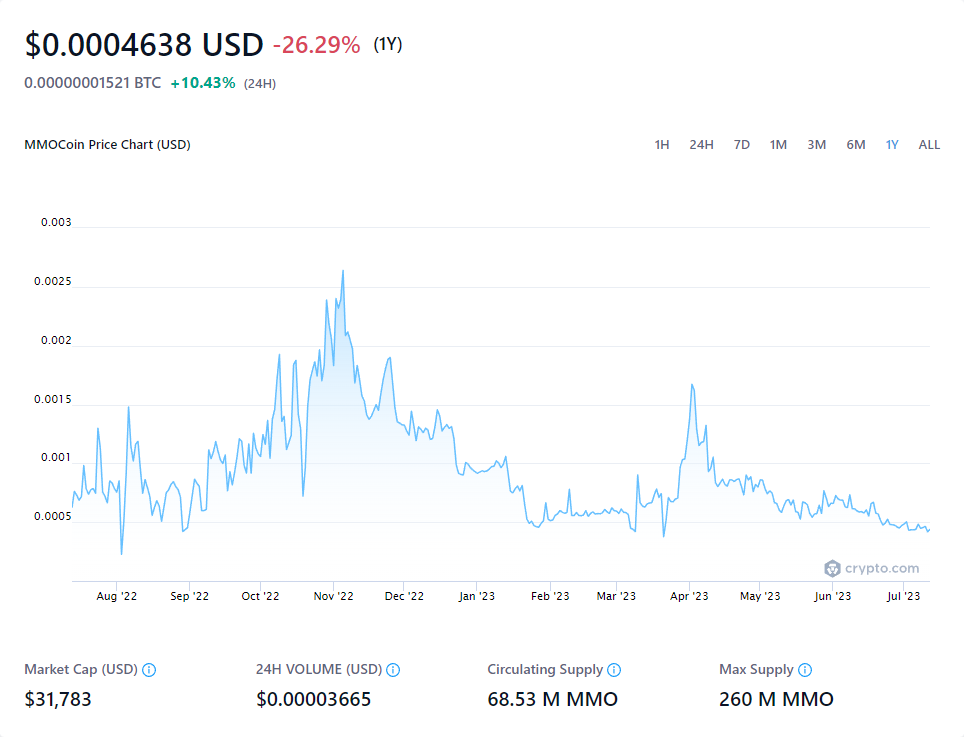 $0.0004638 USD -26.29% (1Y)
0.00000001521 BTC +10.43% (24H)
MMOCoin Price Chart (USD) 1H 24H 7D 1M 3M 6M 1Y ALL
0.003
0.0025
0.002
0.0015
0.001
0.0005
crypto.com
Aug '22 Sep '22 Oct '22 Nov '22 Dec '22 Jan '23 Feb '23 Mar '23 Apr '23 May '23 Jun '23 Jul '23
Market Cap (USD) 24H VOLUME (USD) Circulating Supply Max Supply
$31,783 $0.00003665 68.53 M MMO 260 M MMO